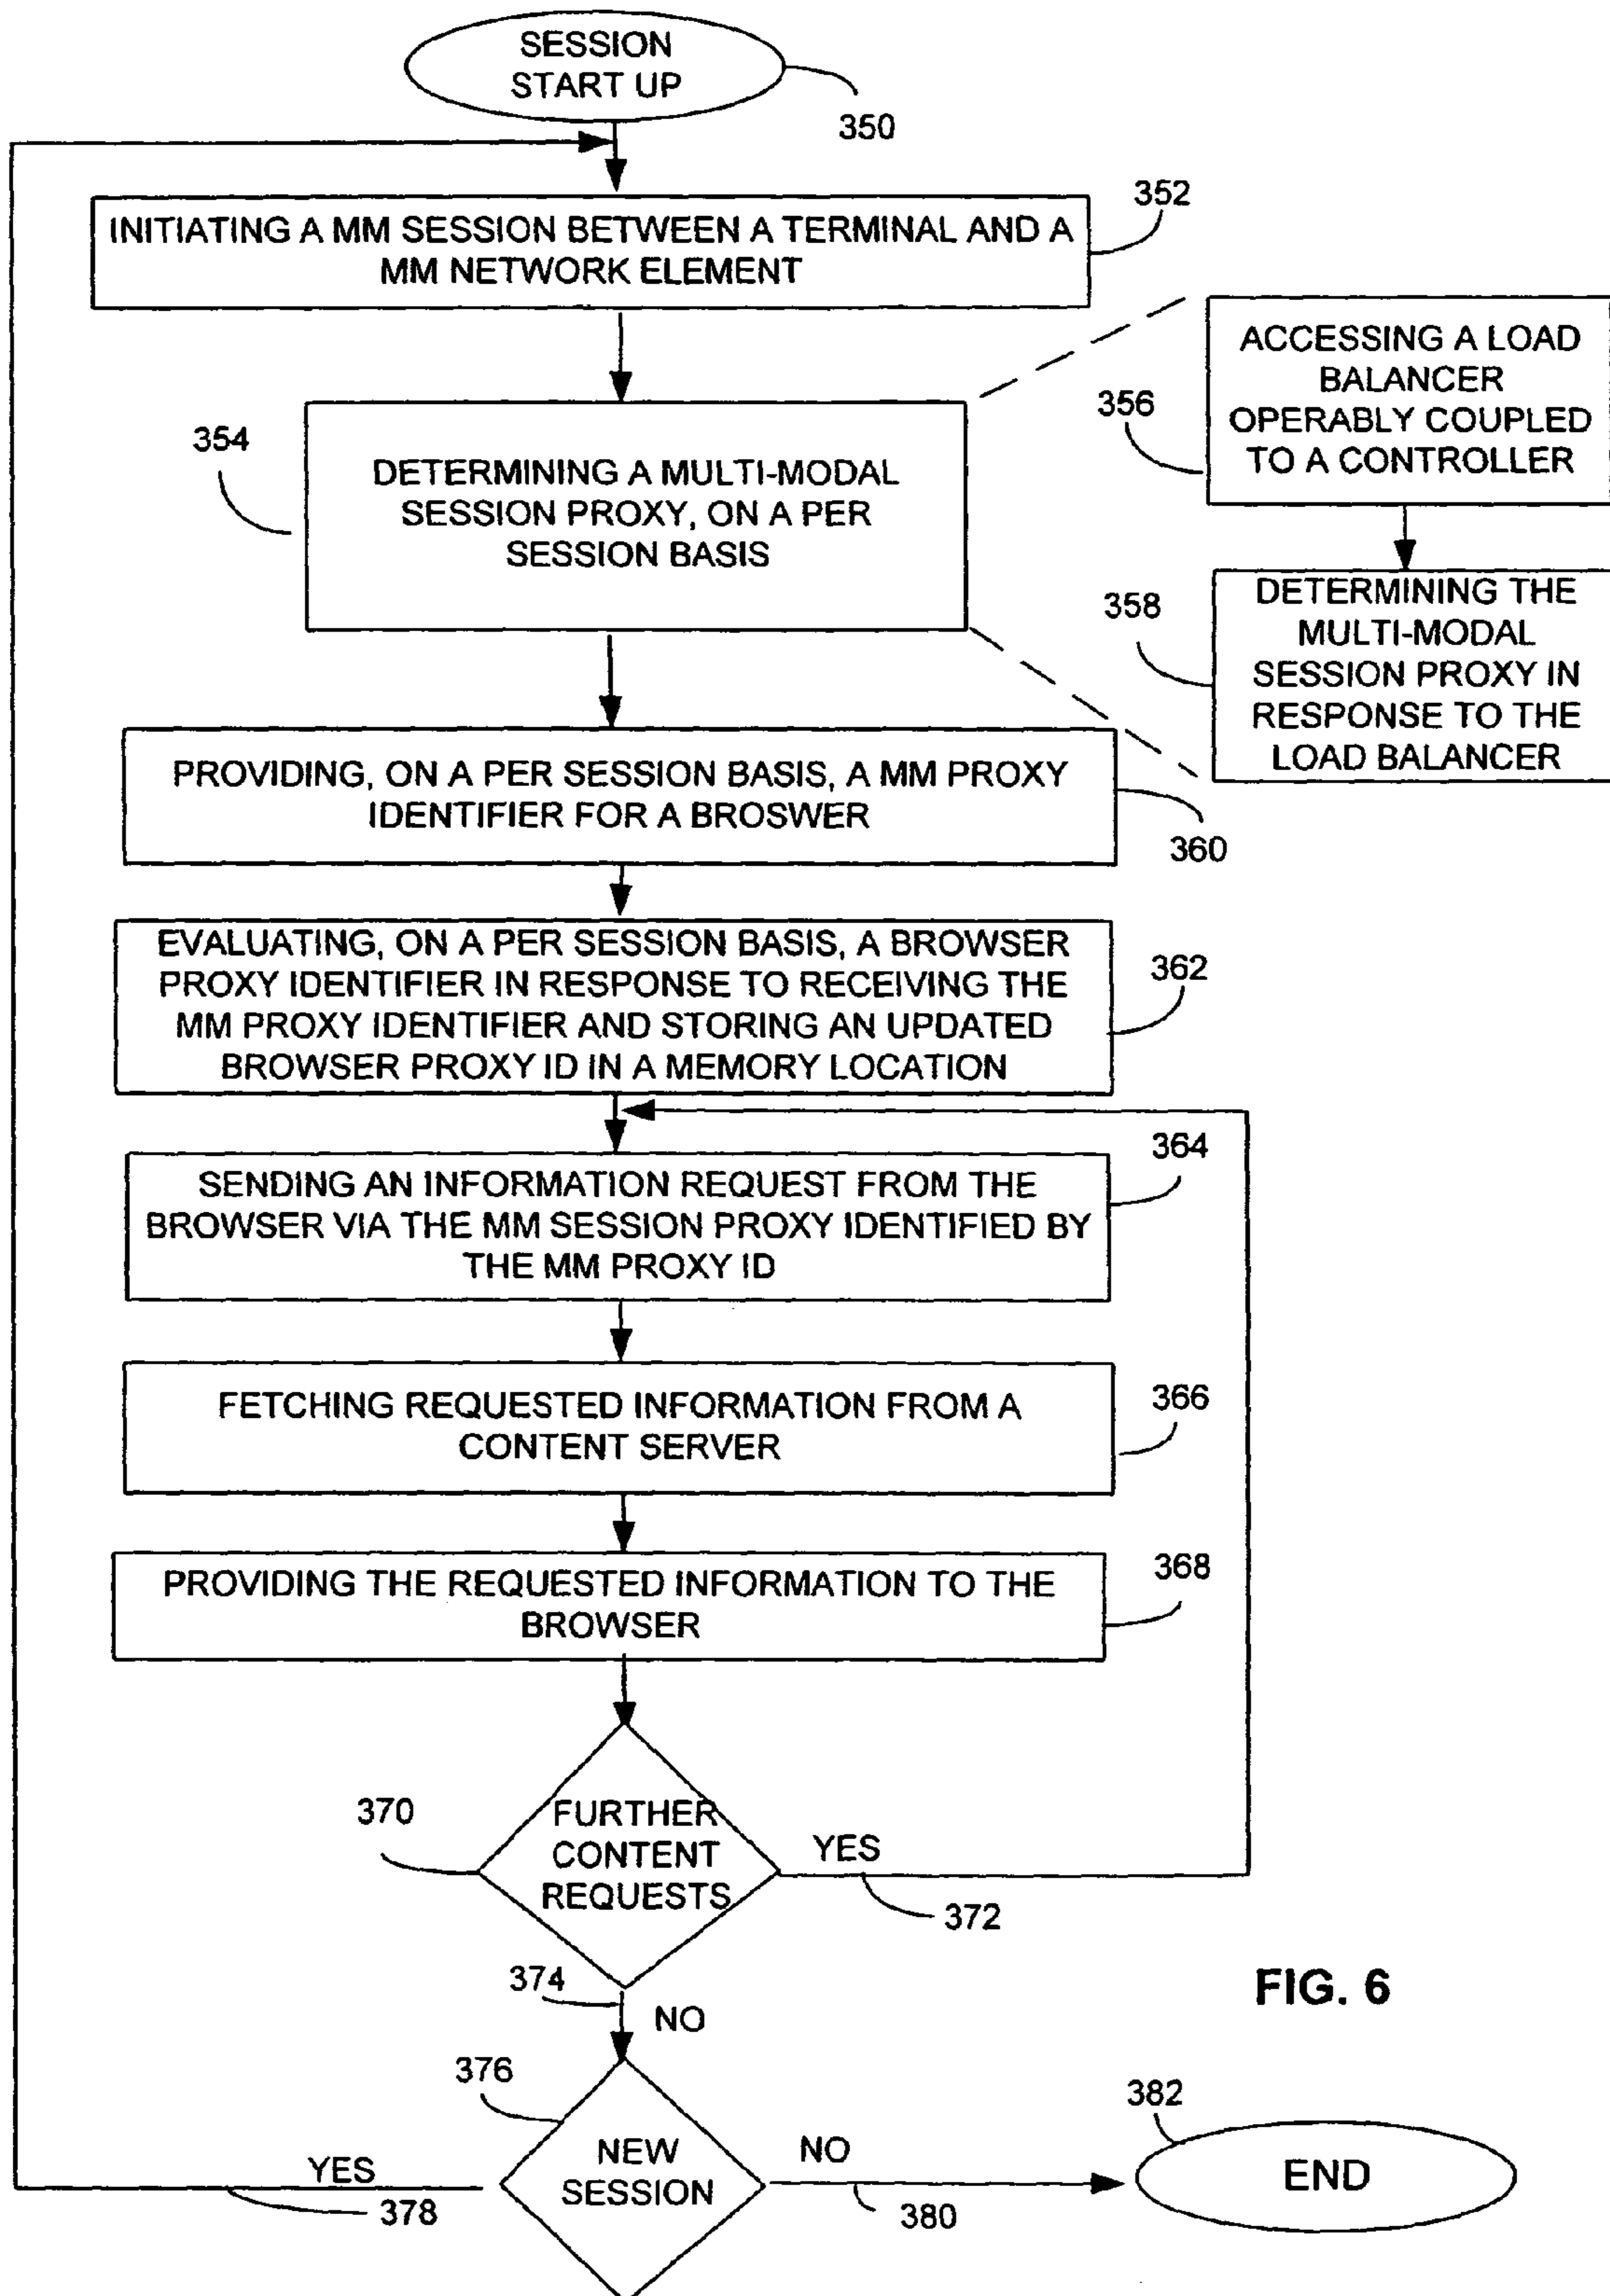 SESSION
START UP
350
352
INITIATING A MM SESSION BETWEEN A TERMINAL AND A
MM NETWORK ELEMENT
354
DETERMINING A MULTI-MODAL
SESSION PROXY, ON A PER
SESSION BASIS
356
ACCESSING A LOAD
BALANCER
OPERABLY COUPLED
TO A CONTROLLER
358
DETERMINING THE
MULTI-MODAL
SESSION PROXY IN
RESPONSE TO THE
LOAD BALANCER
PROVIDING, ON A PER SESSION BASIS, A MM PROXY
IDENTIFIER FOR A BROSWER
360
EVALUATING, ON A PER SESSION BASIS, A BROWSER
PROXY IDENTIFIER IN RESPONSE TO RECEIVING THE
MM PROXY IDENTIFIER AND STORING AN UPDATED
BROWSER PROXY ID IN A MEMORY LOCATION
362
364
SENDING AN INFORMATION REQUEST FROM THE
BROWSER VIA THE MM SESSION PROXY IDENTIFIED BY
THE MM PROXY ID
FETCHING REQUESTED INFORMATION FROM A
CONTENT SERVER
366
PROVIDING THE REQUESTED INFORMATION TO THE
BROWSER
368
370
FURTHER
CONTENT
REQUESTS
YES
372
374
NO
FIG. 6
376
NEW
SESSION
YES
378
NO
380
382
END